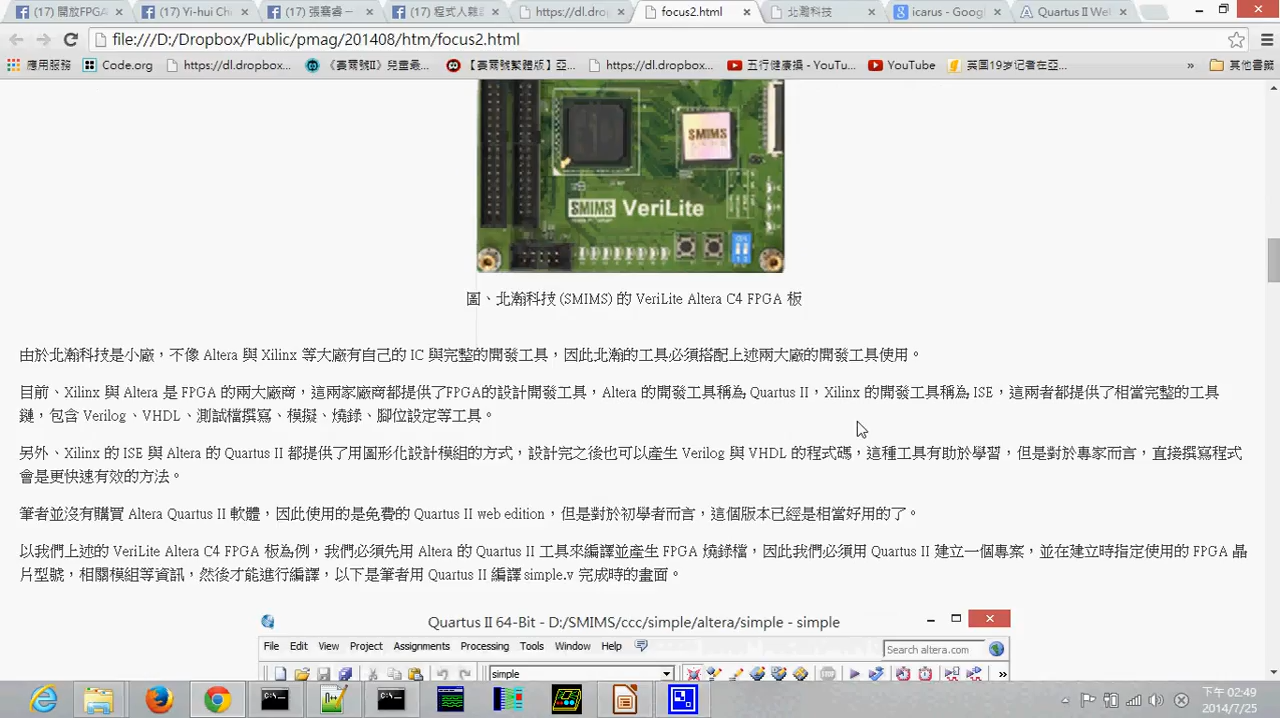 (17) 開放FPGA
(17) Yi-hui Ch
(17) 張騫睿－
(17) 程式人雜
https://dl.dro
focus2.html
北瀚科技
icarus - Goog
Quartus II We
file:///D:/Dropbox/Public/pmag/201408/htm/focus2.html
應用服務 Code.org https://dl.dropbox... 《賽爾號II》兒童最... 【賽爾號繁體版】亞... https://dl.dropbox... 五行健康操 - YouTu... YouTube 英国19岁记者在亚... » 其他書籤
SMIMS
SMIMS VeriLite
圖、北瀚科技 (SMIMS) 的 VeriLite Altera C4 FPGA 板
由於北瀚科技是小廠，不像 Altera 與 Xilinx 等大廠有自己的 IC 與完整的開發工具，因此北瀚的工具必須搭配上述兩大廠的開發工具使用。
目前、Xilinx 與 Altera 是 FPGA 的兩大廠商，這兩家廠商都提供了FPGA的設計開發工具，Altera 的開發工具稱為 Quartus II，Xilinx 的開發工具稱為 ISE，這兩者都提供了相當完整的工具
鏈，包含 Verilog、VHDL、測試檔撰寫、模擬、燒錄、腳位設定等工具。
另外、Xilinx 的 ISE 與 Altera 的 Quartus II 都提供了用圖形化設計模組的方式，設計完之後也可以產生 Verilog 與 VHDL 的程式碼，這種工具有助於學習，但是對於專家而言，直接撰寫程式
會是更快速有效的方法。
筆者並沒有購買 Altera Quartus II 軟體，因此使用的是免費的 Quartus II web edition，但是對於初學者而言，這個版本已經是相當好用的了。
以我們上述的 VeriLite Altera C4 FPGA 板為例，我們必須先用 Altera 的 Quartus II 工具來編譯並產生 FPGA 燒錄檔，因此我們必須用 Quartus II 建立一個專案，並在建立時指定使用的 FPGA 晶
片型號，相關模組等資訊，然後才能進行編譯，以下是筆者用 Quartus II 編譯 simple.v 完成時的畫面。
Quartus II 64-Bit - D:/SMIMS/ccc/simple/altera/simple - simple
File Edit View Project Assignments Processing Tools Window Help Search altera.com
simple »
下午 02:49
2014/7/25